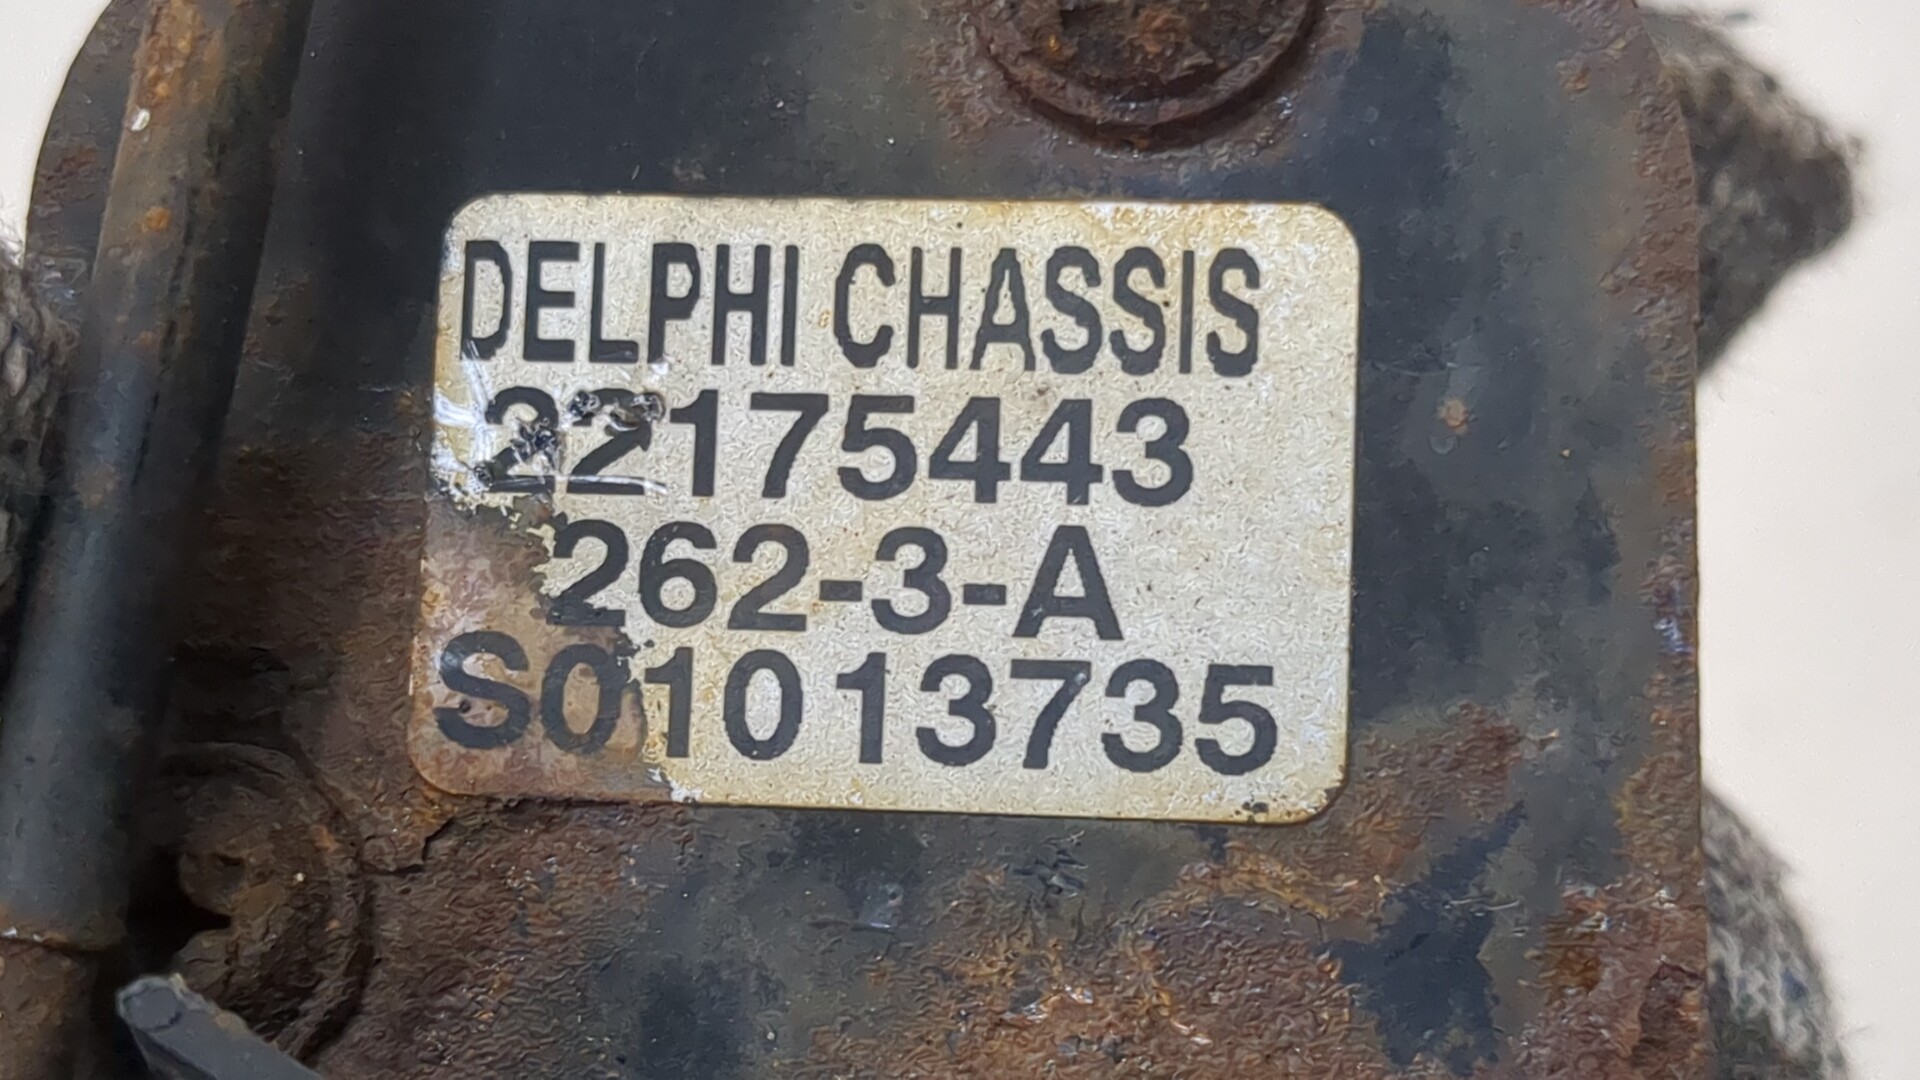 DELPHI CHASSIS
22175443
262-3-A
S01013735